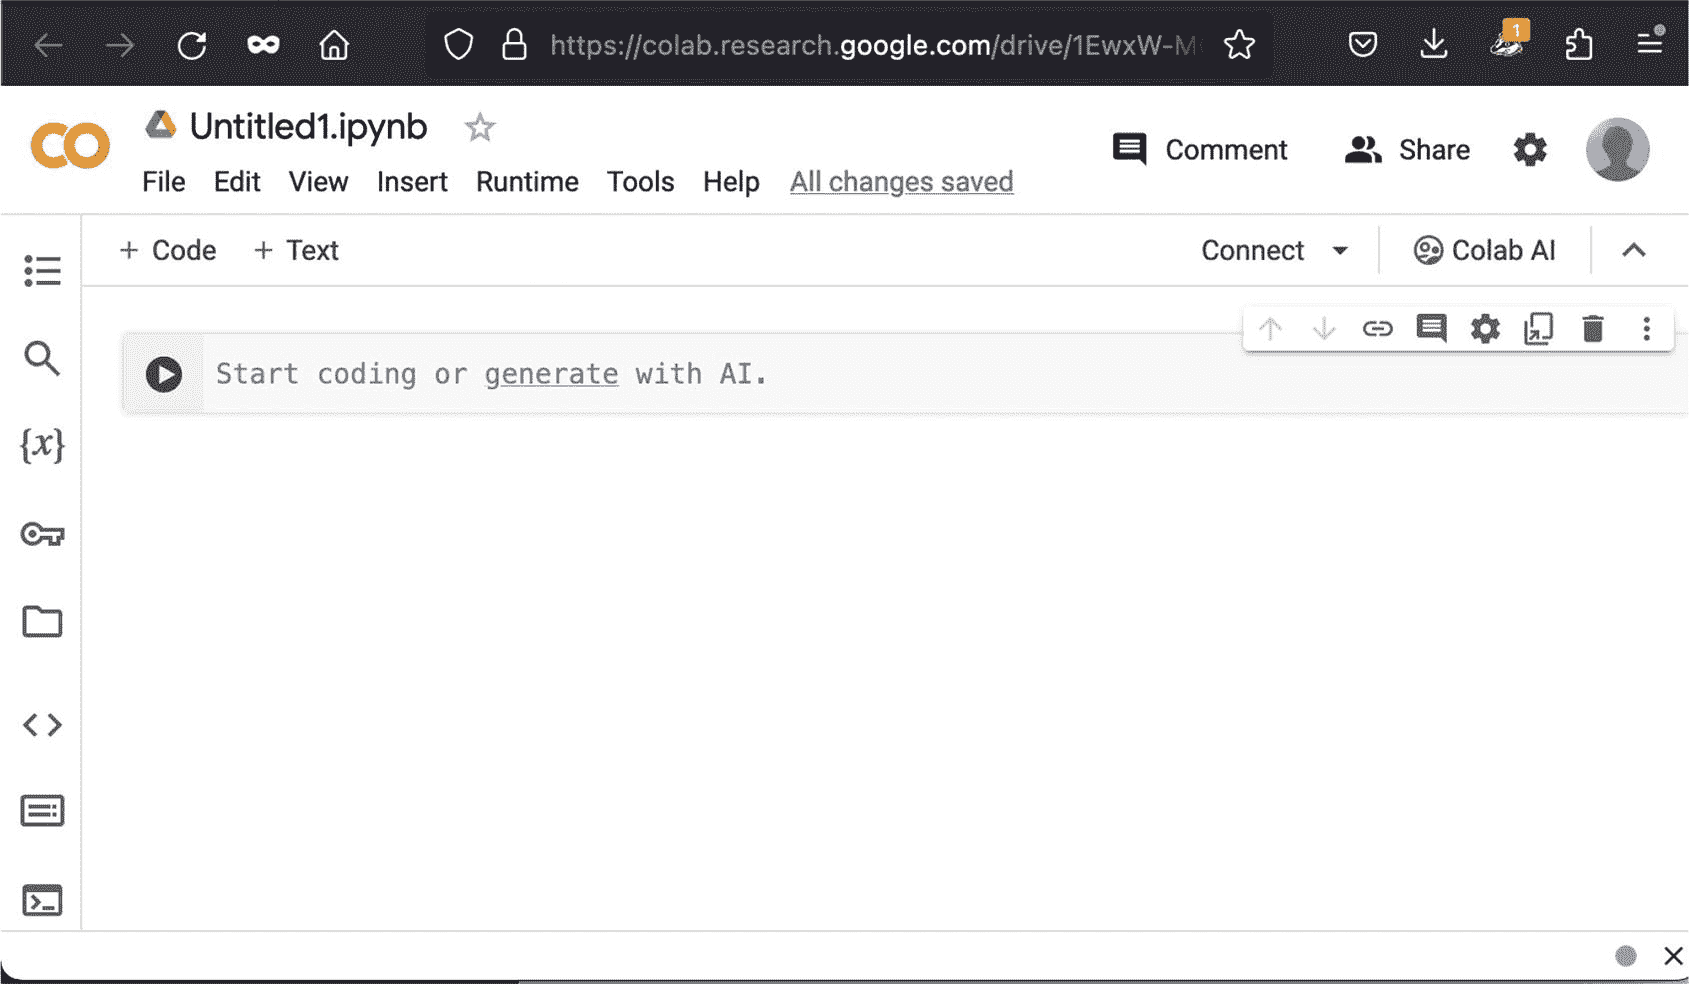 https://colab.research.google.com/drive/1EwxW-M
1
CO
Untitled1.ipynb
Comment
Share
File Edit View Insert Runtime Tools Help All changes saved
+ Code + Text
Connect
Colab AI
{x}
Start coding or generate with AI.